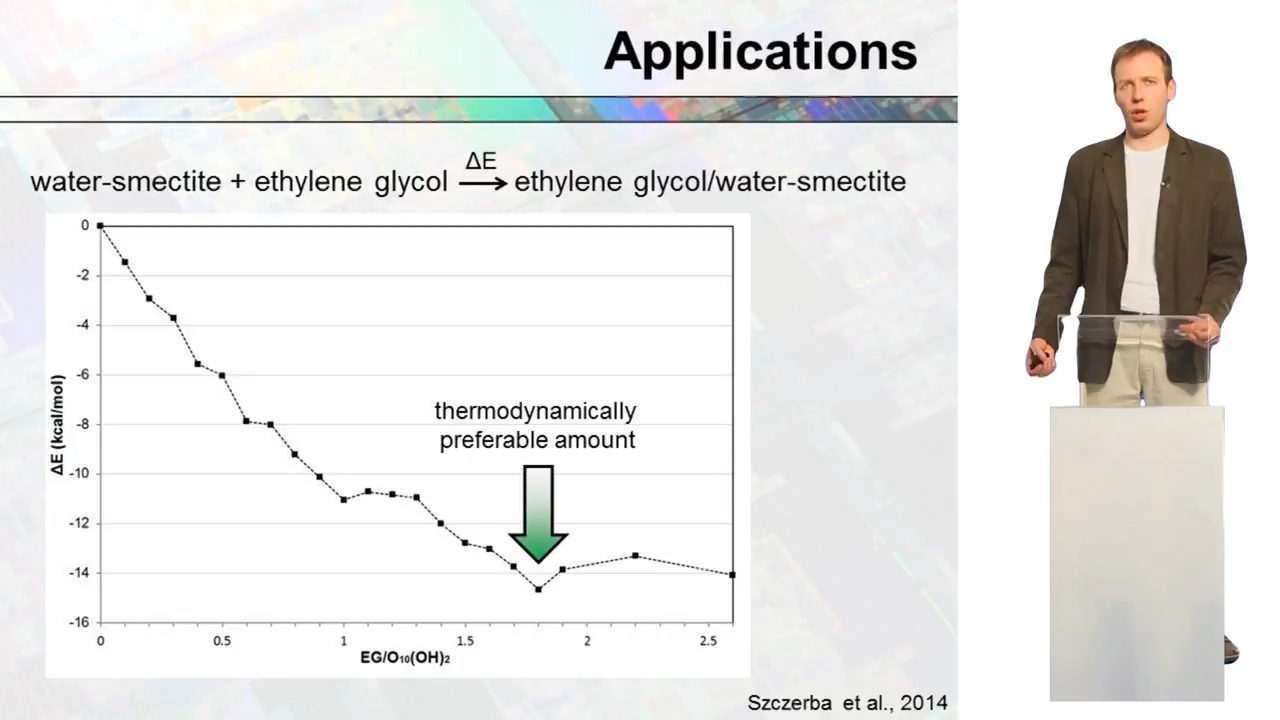 Applications
ΔE
water-smectite + ethylene glycol ⟶ ethylene glycol/water-smectite
0
-2
-4
-6
-8
-10
-12
-14
-16
ΔE (kcal/mol)
thermodynamically
preferable amount
0 0.5 1 1.5 2 2.5
EG/O₁₀(OH)₂
Szczerba et al., 2014